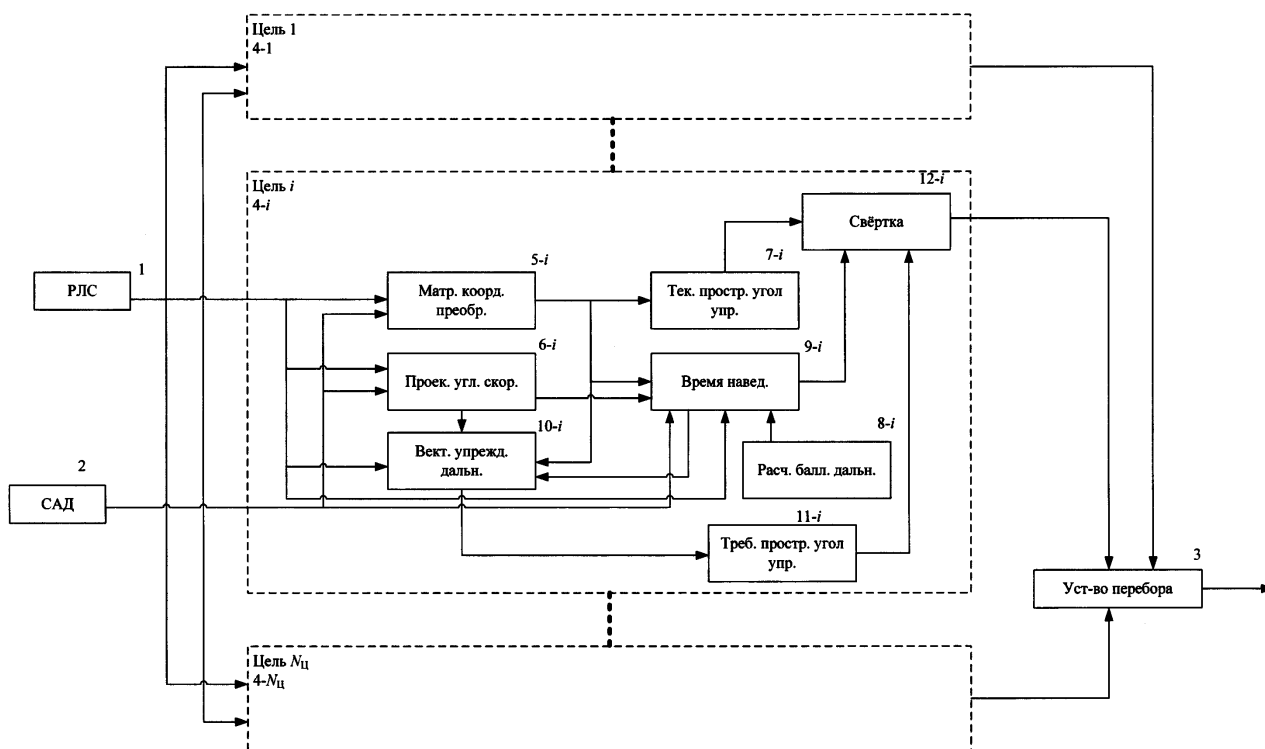 Цель 1
4-1
Цель i
4-i
12-i
Свёртка
1
РЛС
5-i
Матр. коорд.
преобр.
7-i
Тек. простр. угол
упр.
6-i
Проек. угл. скор.
9-i
Время навед.
10-i
Вект. упрежд.
дальн.
8-i
Расч. балл. дальн.
2
САД
11-i
Треб. простр. угол
упр.
3
Уст-во перебора
Цель Nц
4-Nц